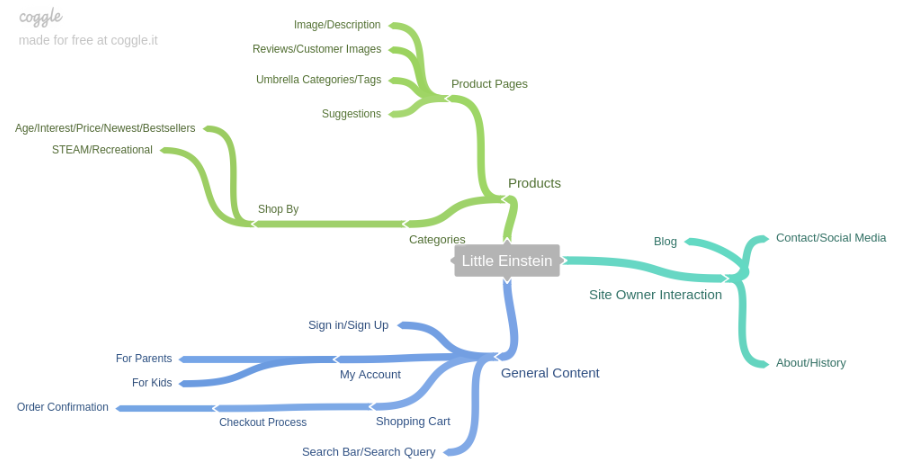 coggle
made for free at coggle.it
Image/Description
Reviews/Customer Images
Umbrella Categories/Tags
Suggestions
Product Pages
Age/Interest/Price/Newest/Bestsellers
STEAM/Recreational
Products
Shop By
Categories
Little Einstein
Blog
Contact/Social Media
Site Owner Interaction
About/History
Sign in/Sign Up
For Parents
For Kids
My Account
General Content
Order Confirmation
Checkout Process
Shopping Cart
Search Bar/Search Query